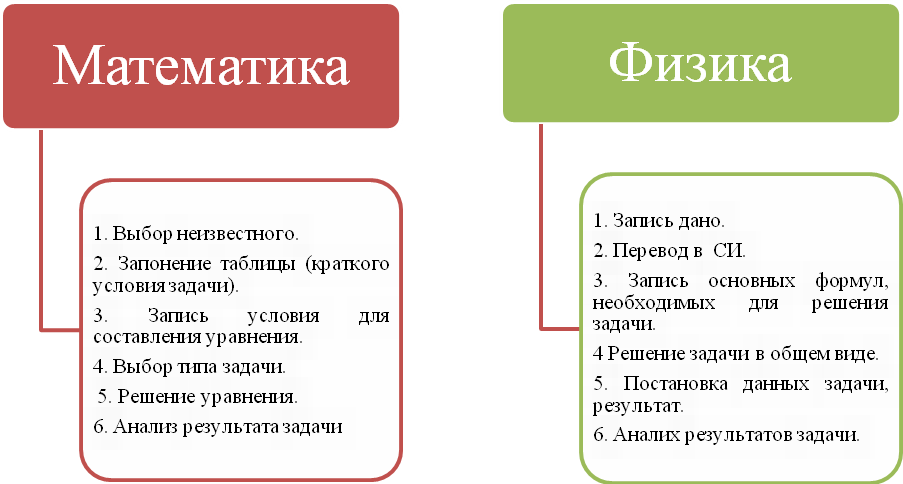 Математика
1. Выбор неизвестного.
2. Запонение таблицы (краткого
условия задачи).
3. Запись условия для
составления уравнения.
4. Выбор типа задачи.
5. Решение уравнения.
6. Анализ результата задачи
Физика
1. Запись дано.
2. Перевод в СИ.
3. Запись основных формул,
необходимых для решения
задачи.
4 Решение задачи в общем виде.
5. Постановка данных задачи,
результат.
6. Аналих результатов задачи.